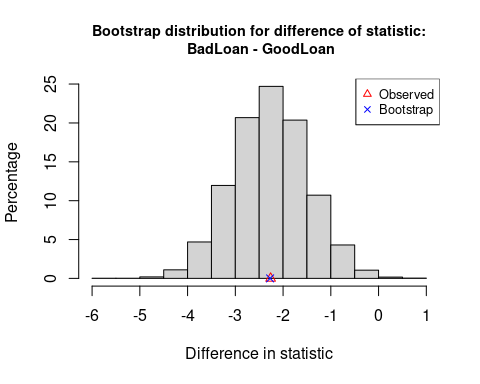 Bootstrap distribution for difference of statistic:
BadLoan - GoodLoan
Observed
Bootstrap
Percentage
25
20
15
10
5
0
-6 -5 -4 -3 -2 -1 0 1
Difference in statistic